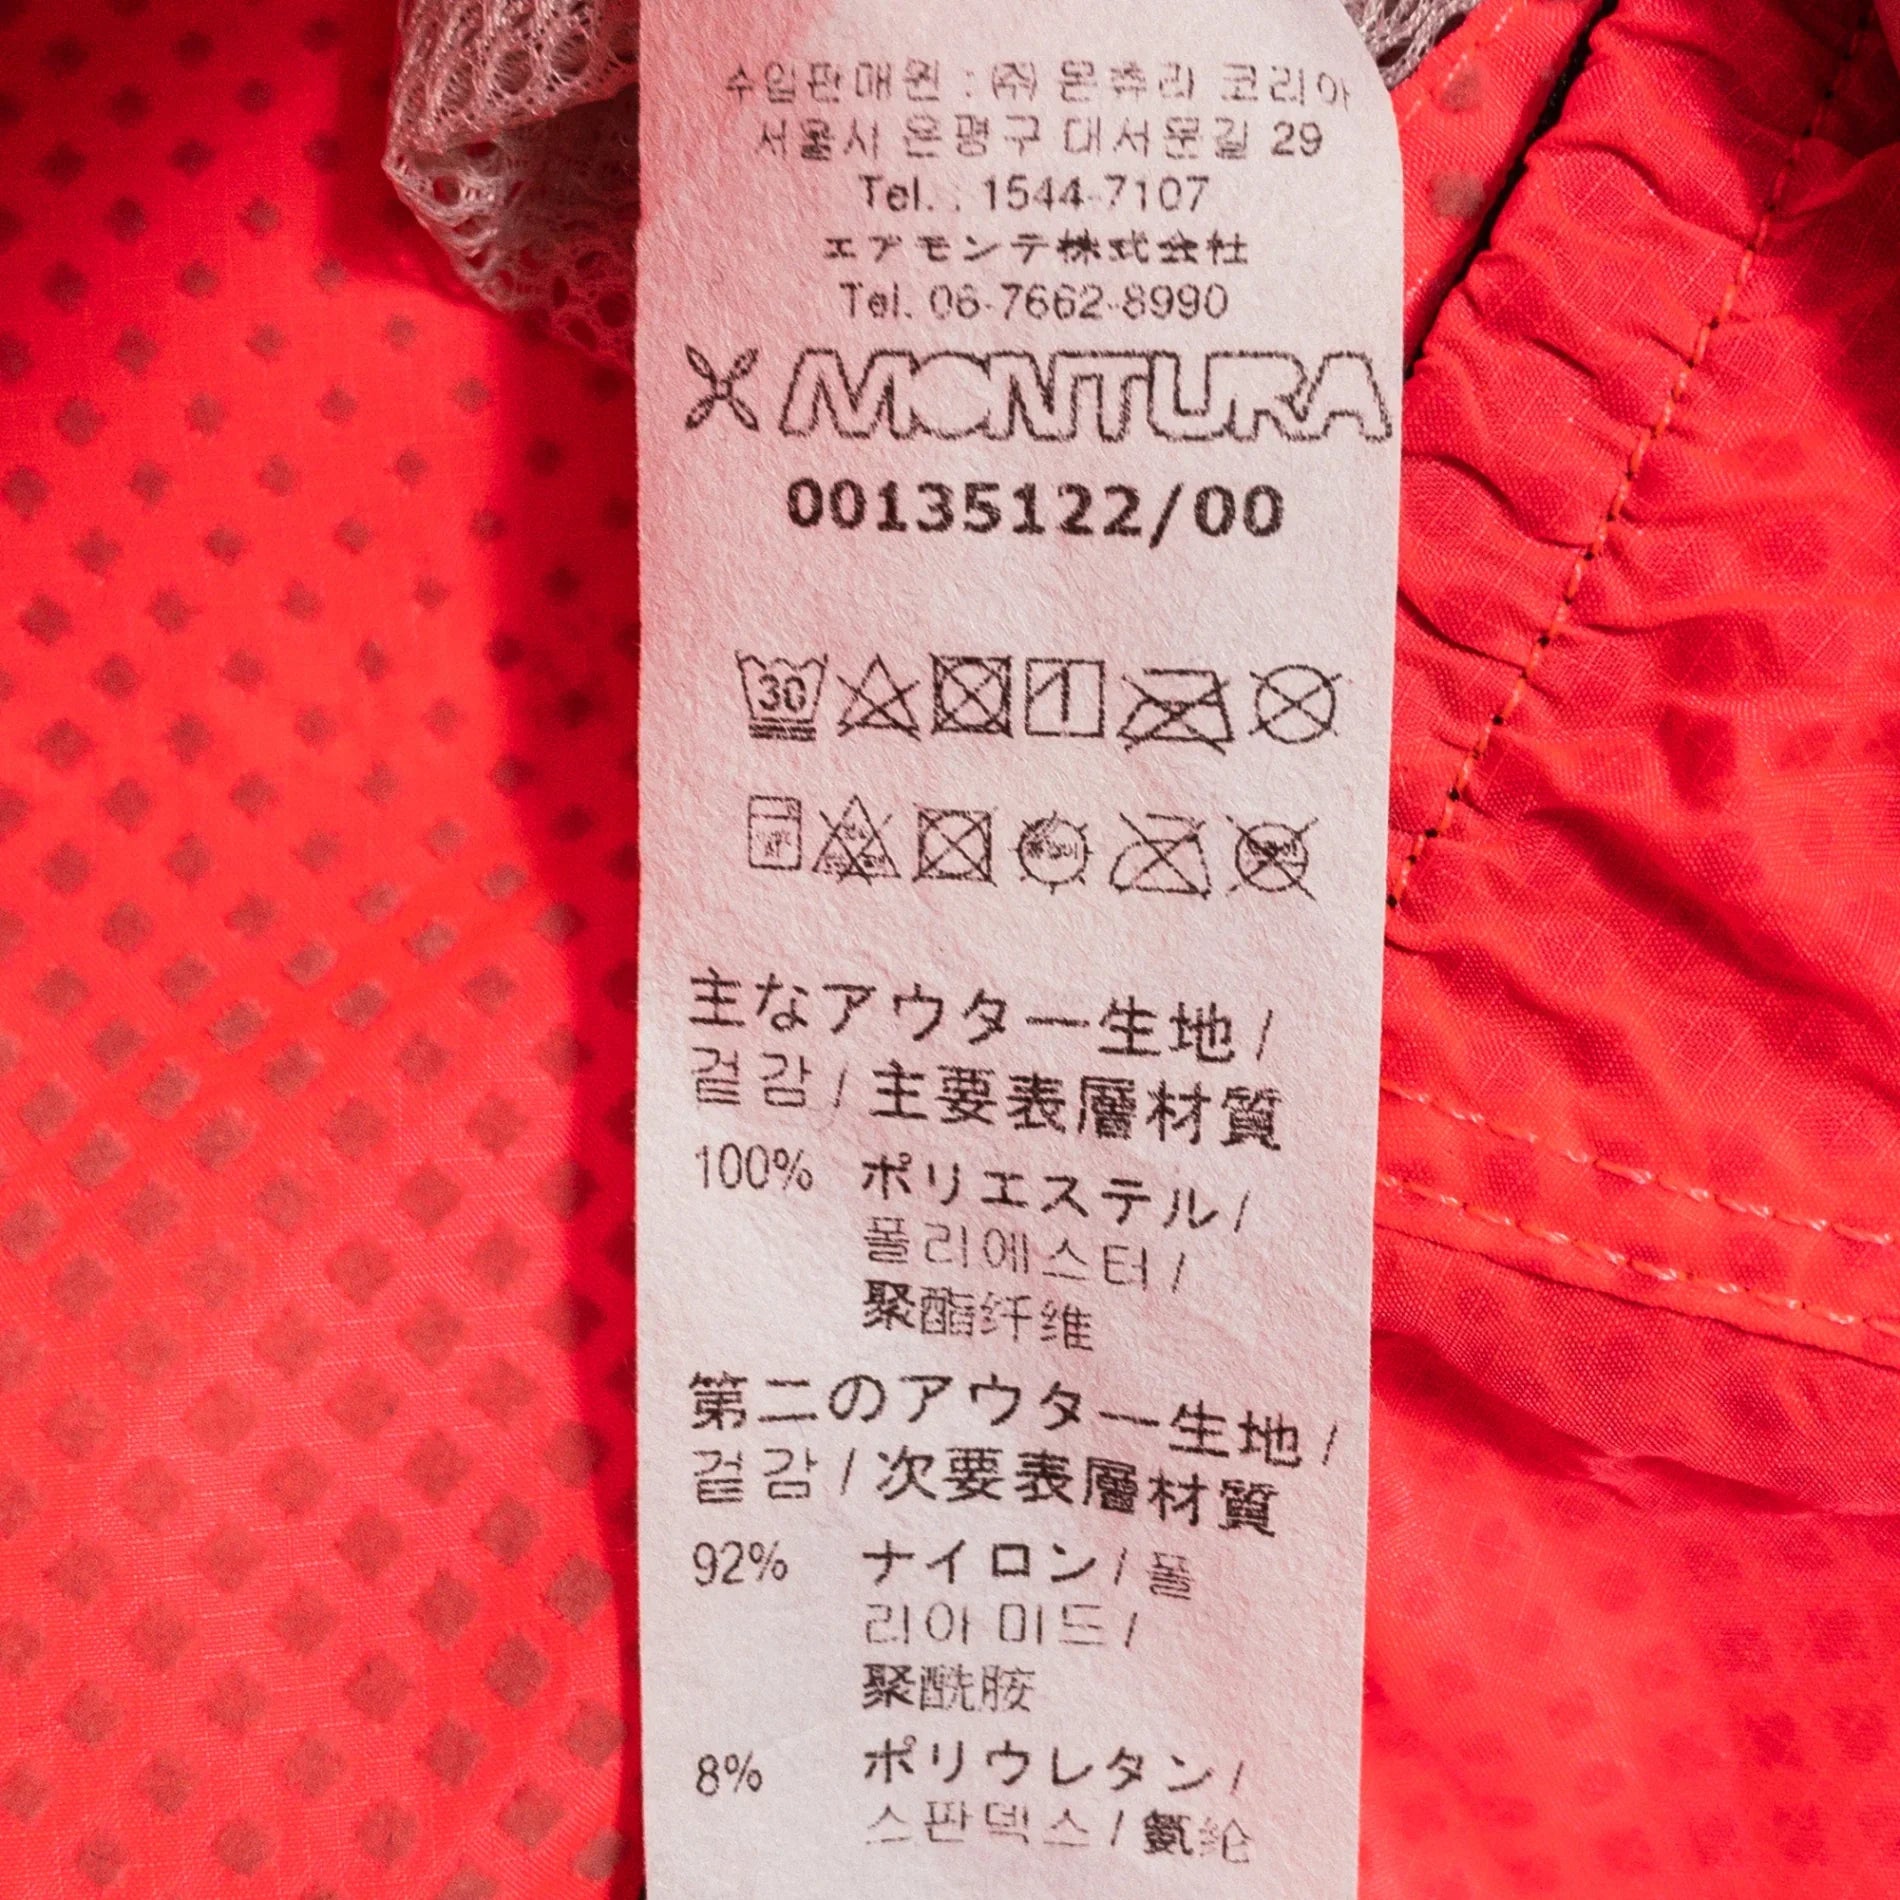 수입판매원 : ㈜ 몬츄라 코리아
서울시 은평구 대서문길 29
Tel. : 1544-7107
エアモンテ株式会社
Tel. 06-7662-8990
MONTURA
00135122/00
30
主なアウター生地/
겉감/主要表層材質
100% ポリエステル/
폴리에스터/
聚酯纤维
第二のアウター生地/
겉감/次要表層材質
92% ナイロン/폴
리아미드/
聚酰胺
8% ポリウレタン/
스판덱스/氨纶